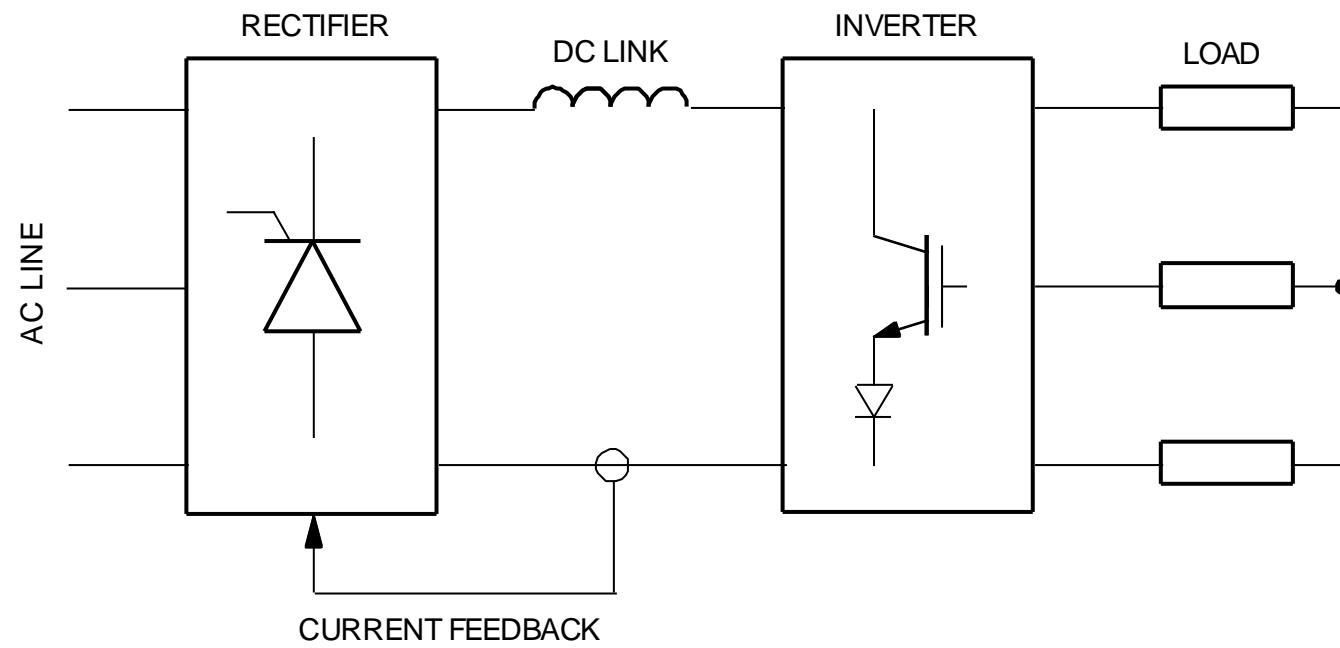 RECTIFIER
DC LINK
INVERTER
LOAD
AC LINE
CURRENT FEEDBACK